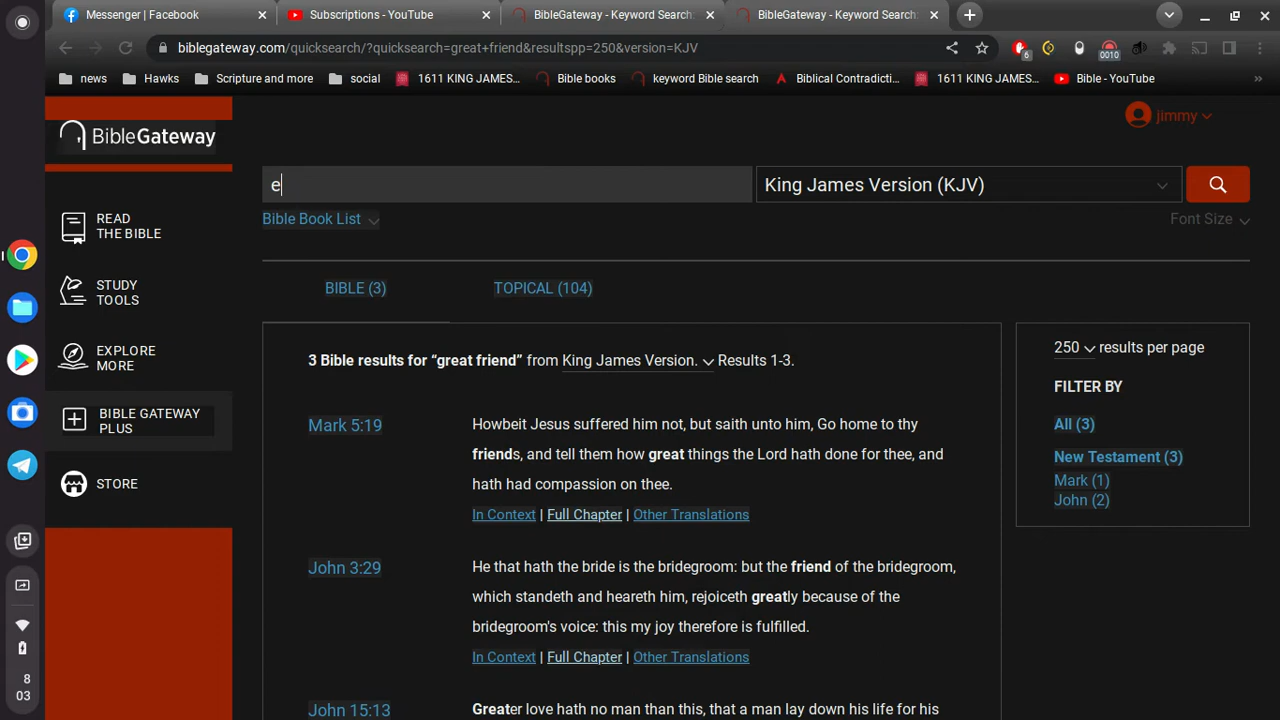 Messenger | Facebook
Subscriptions - YouTube
BibleGateway - Keyword Search:
BibleGateway - Keyword Search:
biblegateway.com/quicksearch/?quicksearch=great+friend&resultspp=250&version=KJV
6
0010
news
Hawks
Scripture and more
social
1611 KING JAMES...
Bible books
keyword Bible search
Biblical Contradicti...
1611 KING JAMES...
Bible - YouTube
»
BibleGateway
jimmy
e
King James Version (KJV)
Bible Book List
Font Size
READ
THE BIBLE
STUDY
TOOLS
EXPLORE
MORE
BIBLE GATEWAY
PLUS
STORE
BIBLE (3)
TOPICAL (104)
3 Bible results for “great friend” from King James Version. Results 1-3.
Mark 5:19
Howbeit Jesus suffered him not, but saith unto him, Go home to thy
friends, and tell them how great things the Lord hath done for thee, and
hath had compassion on thee.
In Context | Full Chapter | Other Translations
John 3:29
He that hath the bride is the bridegroom: but the friend of the bridegroom,
which standeth and heareth him, rejoiceth greatly because of the
bridegroom's voice: this my joy therefore is fulfilled.
In Context | Full Chapter | Other Translations
John 15:13
Greater love hath no man than this, that a man lay down his life for his
250 results per page
FILTER BY
All (3)
New Testament (3)
Mark (1)
John (2)
8
03